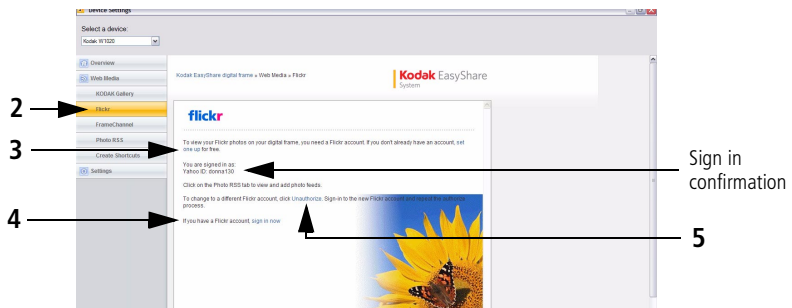 Device Settings
Select a device:
Kodak W1020
Overview
Web Media
KODAK Gallery
Flickr
FrameChannel
Photo RSS
Create Shortcuts
Settings
Kodak EasyShare digital frame » Web Media » Flickr
Kodak EasyShare
System
flickr
To view your Flickr photos on your digital frame, you need a Flickr account. If you don't already have an account, set
one up for free.
You are signed in as:
Yahoo ID: donna130
Click on the Photo RSS tab to view and add photo feeds.
To change to a different Flickr account, click Unauthorize. Sign-in to the new Flickr account and repeat the authorize
process.
If you have a Flickr account, sign in now
2
3
4
Sign in
confirmation
5